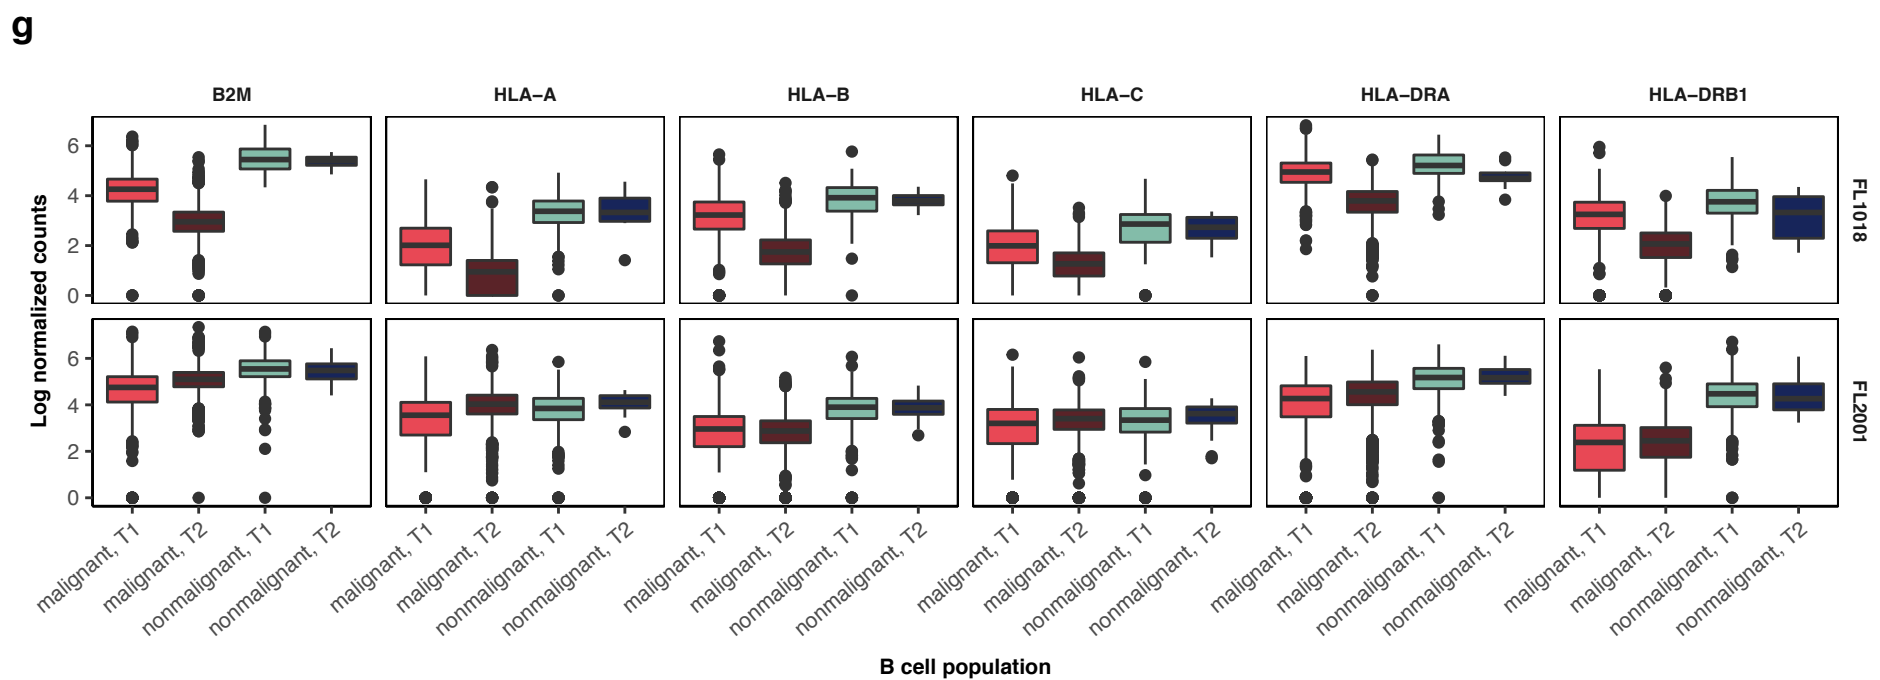 g
B2M
HLA–A
HLA–B
HLA–C
HLA–DRA
HLA–DRB1
Log normalized counts
6
4
2
0
FL1018
6
4
2
0
FL2001
malignant, T1
malignant, T2
nonmalignant, T1
nonmalignant, T2
malignant, T1
malignant, T2
nonmalignant, T1
nonmalignant, T2
malignant, T1
malignant, T2
nonmalignant, T1
nonmalignant, T2
malignant, T1
malignant, T2
nonmalignant, T1
nonmalignant, T2
malignant, T1
malignant, T2
nonmalignant, T1
nonmalignant, T2
malignant, T1
malignant, T2
nonmalignant, T1
nonmalignant, T2
B cell population